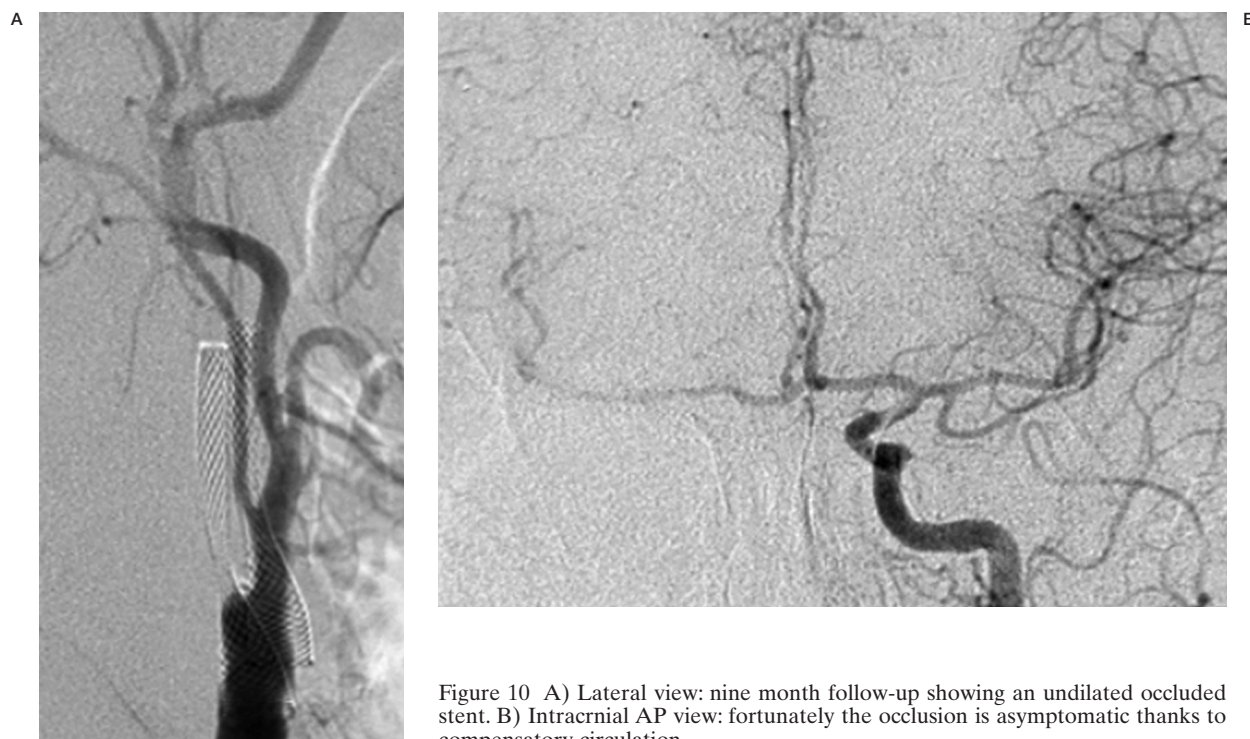 A
B
Figure 10 A) Lateral view: nine month follow-up showing an undilated occluded
stent. B) Intracrnial AP view: fortunately the occlusion is asymptomatic thanks to
compensatory circulation.